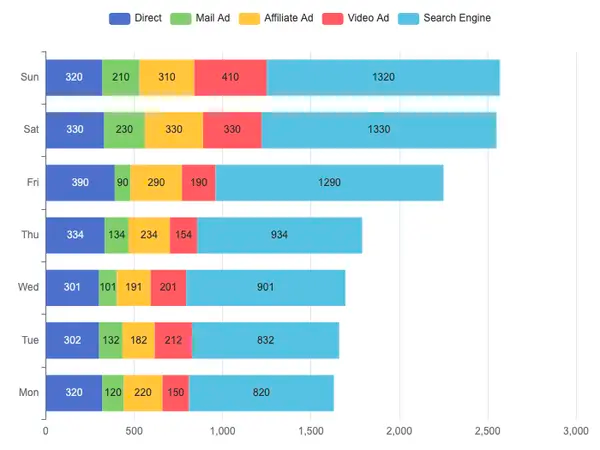 Direct Mail Ad Affiliate Ad Video Ad Search Engine
Sun 320 210 310 410 1320
Sat 330 230 330 330 1330
Fri 390 90 290 190 1290
Thu 334 134 234 154 934
Wed 301 101 191 201 901
Tue 302 132 182 212 832
Mon 320 120 220 150 820
0 500 1,000 1,500 2,000 2,500 3,000